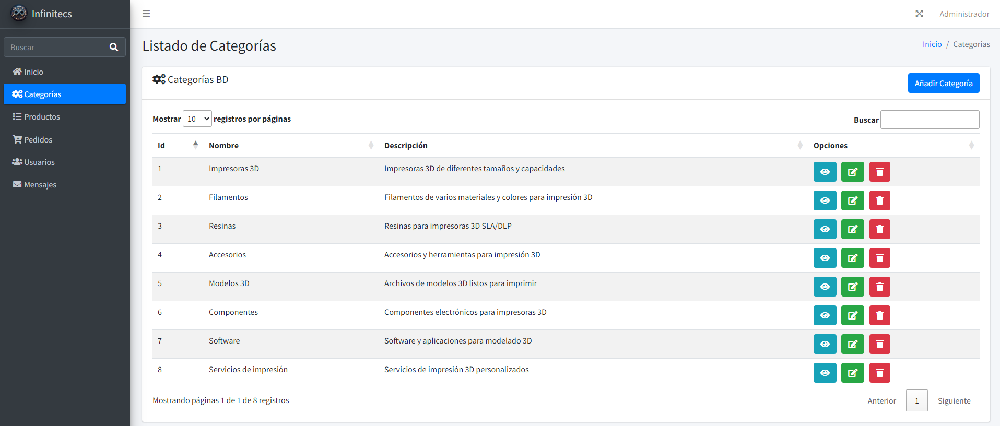 Infinitecs
Administrador
Buscar
Inicio
Categorías
Productos
Pedidos
Usuarios
Mensajes
Listado de Categorías
Inicio / Categorías
Categorías BD
Añadir Categoría
Mostrar 10 registros por páginas
Buscar
Id Nombre Descripción Opciones
1 Impresoras 3D Impresoras 3D de diferentes tamaños y capacidades
2 Filamentos Filamentos de varios materiales y colores para impresión 3D
3 Resinas Resinas para impresoras 3D SLA/DLP
4 Accesorios Accesorios y herramientas para impresión 3D
5 Modelos 3D Archivos de modelos 3D listos para imprimir
6 Componentes Componentes electrónicos para impresoras 3D
7 Software Software y aplicaciones para modelado 3D
8 Servicios de impresión Servicios de impresión 3D personalizados
Mostrando páginas 1 de 1 de 8 registros
Anterior 1 Siguiente